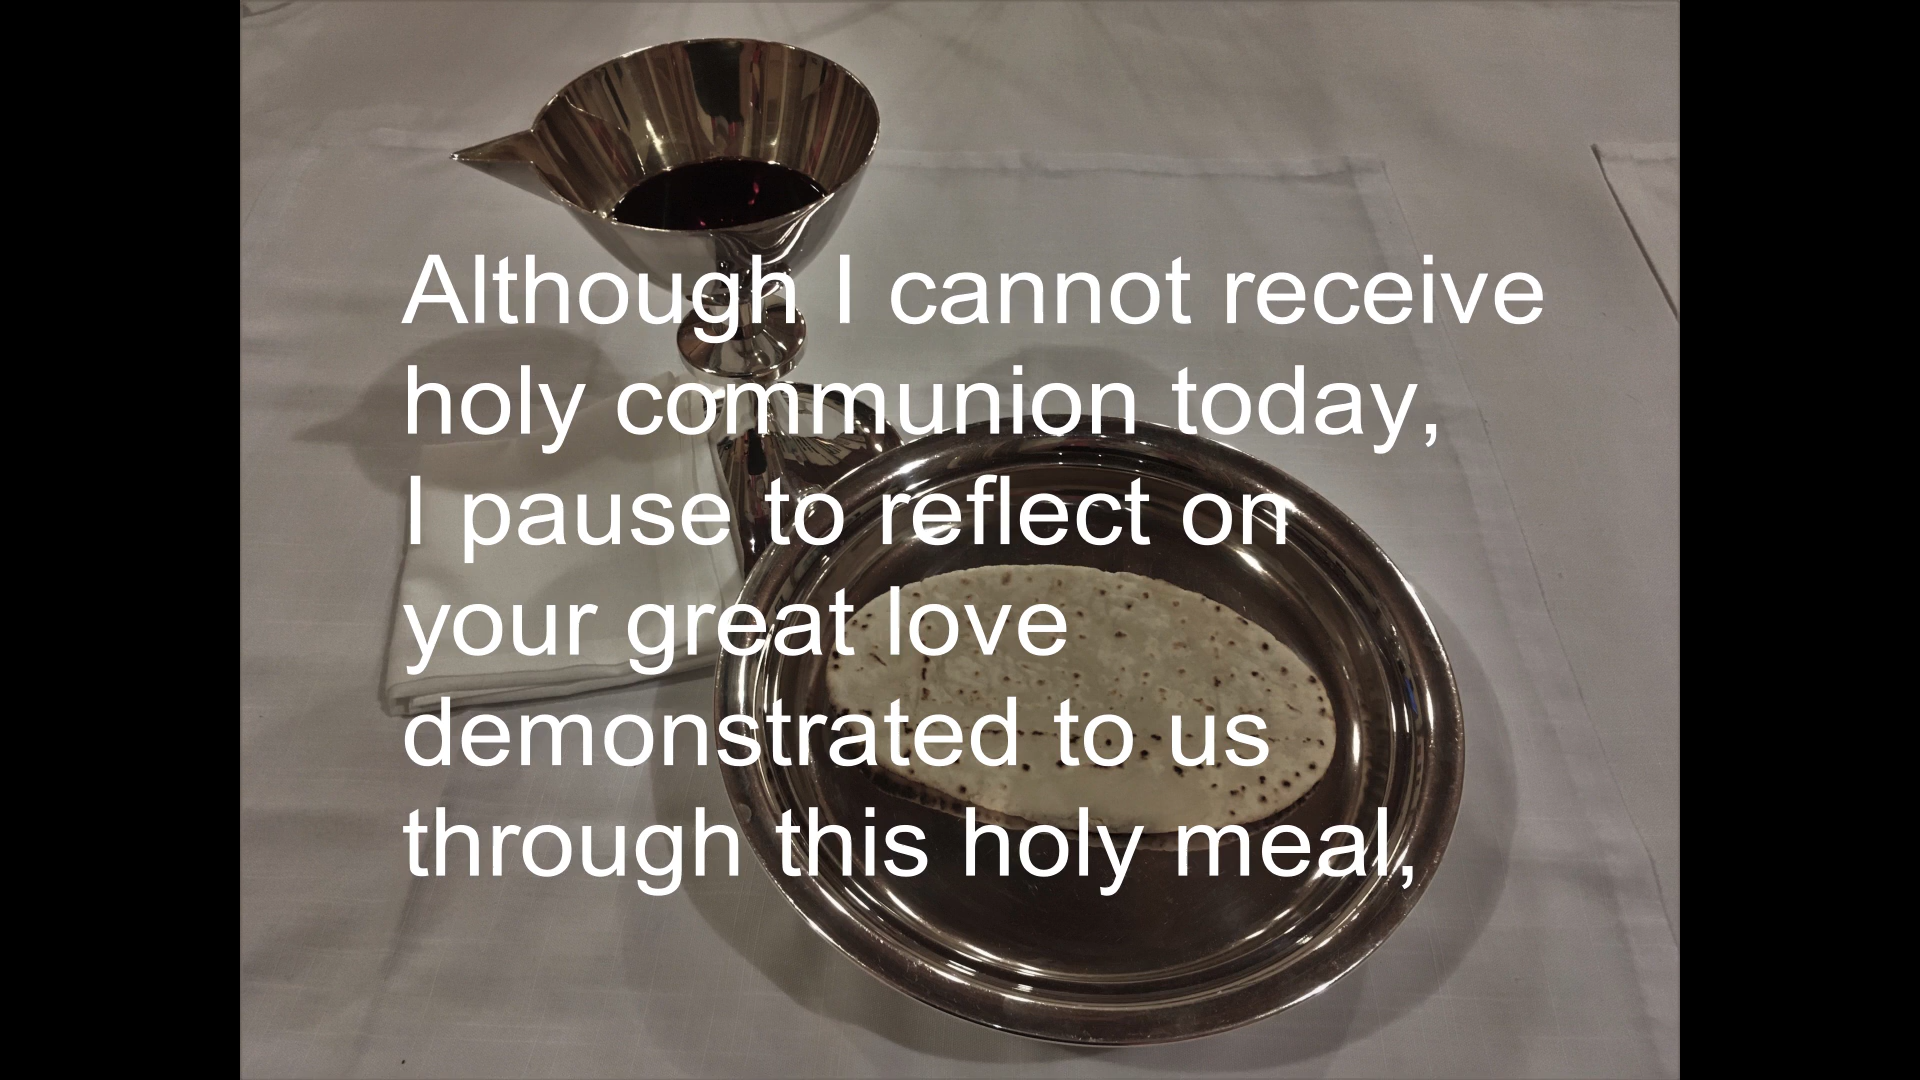 Although I cannot receive
holy communion today,
I pause to reflect on
your great love
demonstrated to us
through this holy meal,